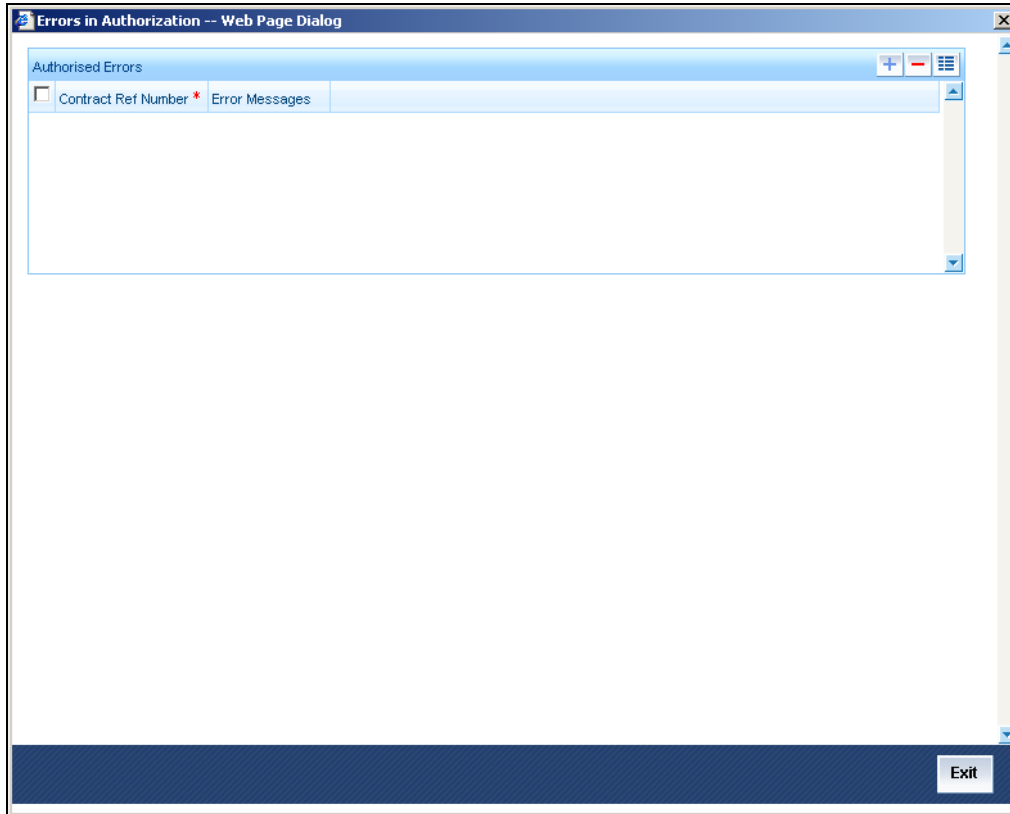 Errors in Authorization -- Web Page Dialog
Authorised Errors
Contract Ref Number * Error Messages
Exit